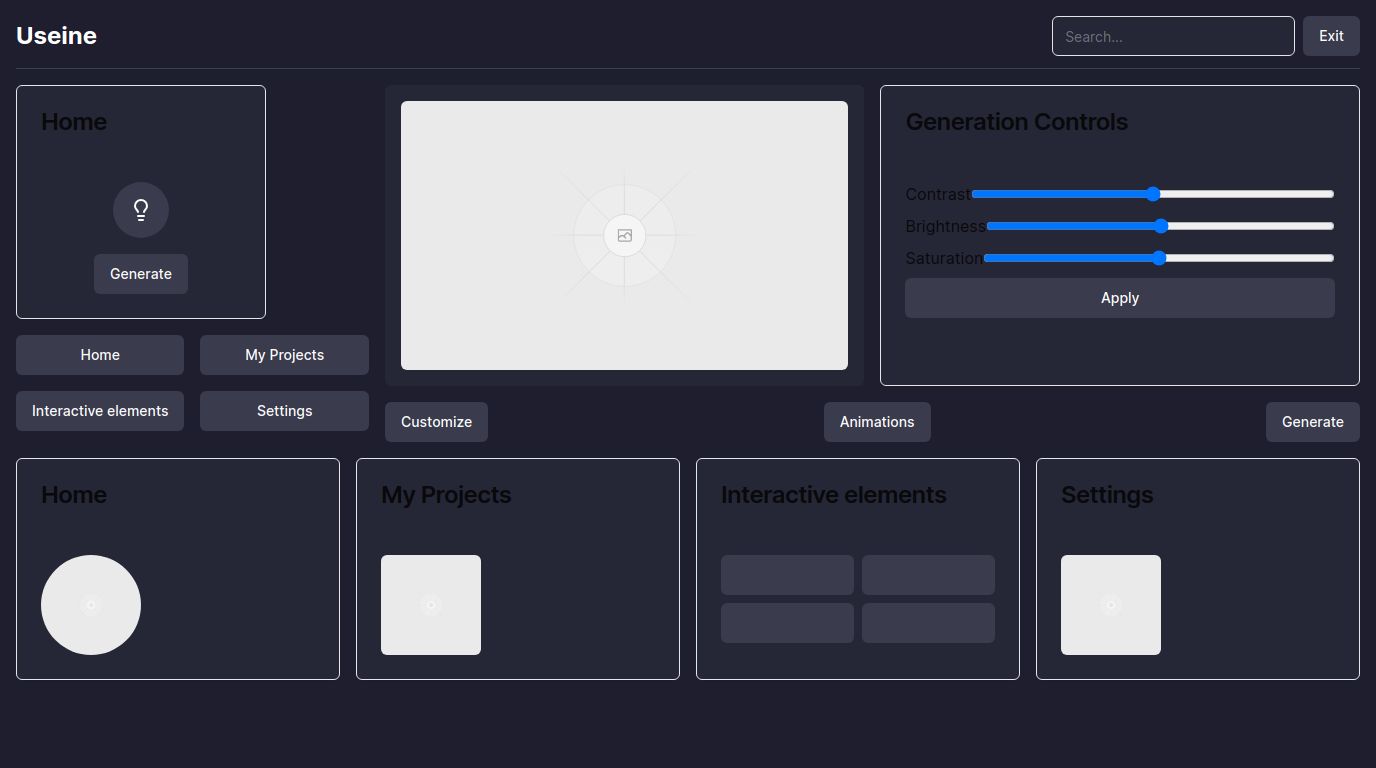 Useine
Search...
Exit
Home
Generate
Home
My Projects
Interactive elements
Settings
Generation Controls
Contrast
Brightness
Saturation
Apply
Customize
Animations
Generate
Home
My Projects
Interactive elements
Settings